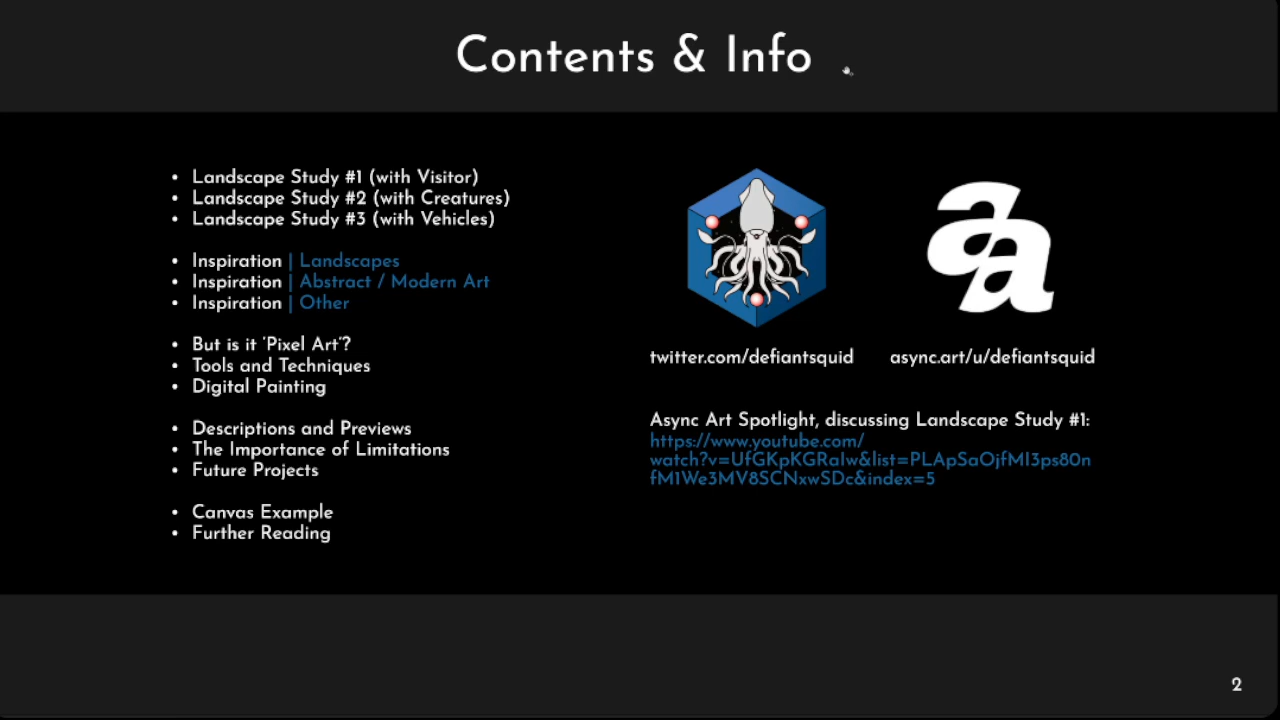 Contents & Info
• Landscape Study #1 (with Visitor)
• Landscape Study #2 (with Creatures)
• Landscape Study #3 (with Vehicles)
• Inspiration | Landscapes
• Inspiration | Abstract / Modern Art
• Inspiration | Other
• But is it 'Pixel Art'?
• Tools and Techniques
• Digital Painting
• Descriptions and Previews
• The Importance of Limitations
• Future Projects
• Canvas Example
• Further Reading
aa
twitter.com/defiantsquid
async.art/u/defiantsquid
Async Art Spotlight, discussing Landscape Study #1:
https://www.youtube.com/
watch?v=UfGKpKGRaIw&list=PLApSaOjfMl3ps80n
fM1We3MV8SCNxwSDc&index=5
2